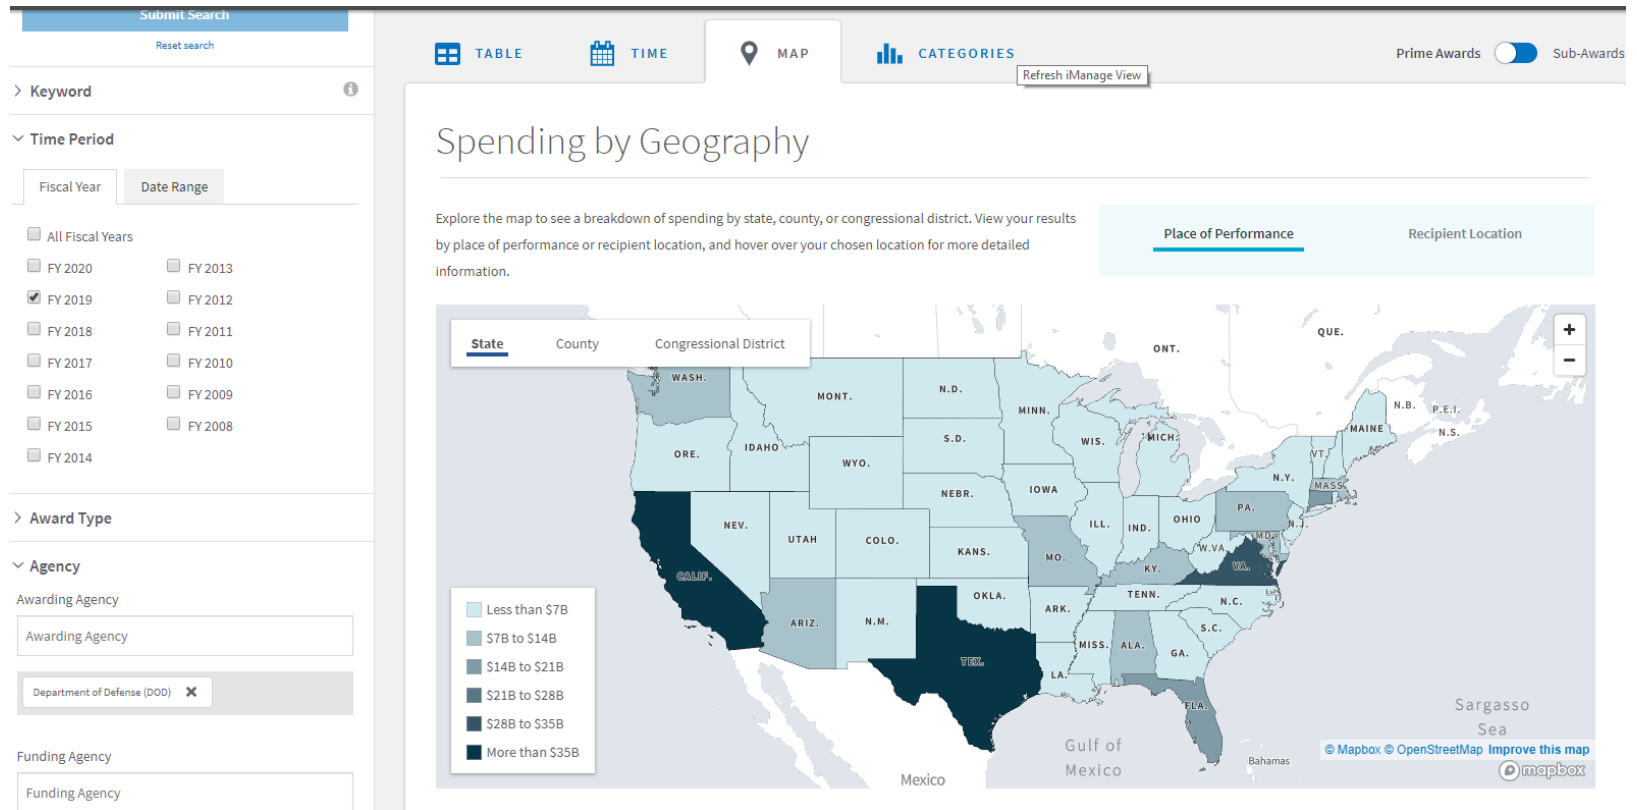 Submit Search
Reset search
Keyword
Time Period
Fiscal Year
Date Range
All Fiscal Years
FY 2020
FY 2013
FY 2019
FY 2012
FY 2018
FY 2011
FY 2017
FY 2010
FY 2016
FY 2009
FY 2015
FY 2008
FY 2014
Award Type
Agency
Awarding Agency
Awarding Agency
Department of Defense (DOD)
Funding Agency
Funding Agency
TABLE
TIME
MAP
CATEGORIES
Refresh iManage View
Prime Awards
Sub-Awards
Spending by Geography
Explore the map to see a breakdown of spending by state, county, or congressional district. View your results
by place of performance or recipient location, and hover over your chosen location for more detailed
information.
Place of Performance
Recipient Location
State
County
Congressional District
+
−
QUE.
ONT.
N.B.
P.E.I.
N.S.
WASH.
MONT.
N.D.
MINN.
MAINE
ORE.
IDAHO
WYO.
S.D.
WIS.
MICH.
VT.
N.Y.
MASS.
NEBR.
IOWA
PA.
N.J.
NEV.
UTAH
COLO.
KANS.
ILL.
IND.
OHIO
MD.
W.VA.
VA.
MO.
KY.
CALIF.
ARIZ.
N.M.
OKLA.
ARK.
TENN.
N.C.
S.C.
TEX.
MISS.
ALA.
GA.
LA.
FLA.
Less than $7B
$7B to $14B
$14B to $21B
$21B to $28B
$28B to $35B
More than $35B
Gulf of
Mexico
Mexico
Bahamas
Sargasso
Sea
© Mapbox © OpenStreetMap Improve this map
mapbox